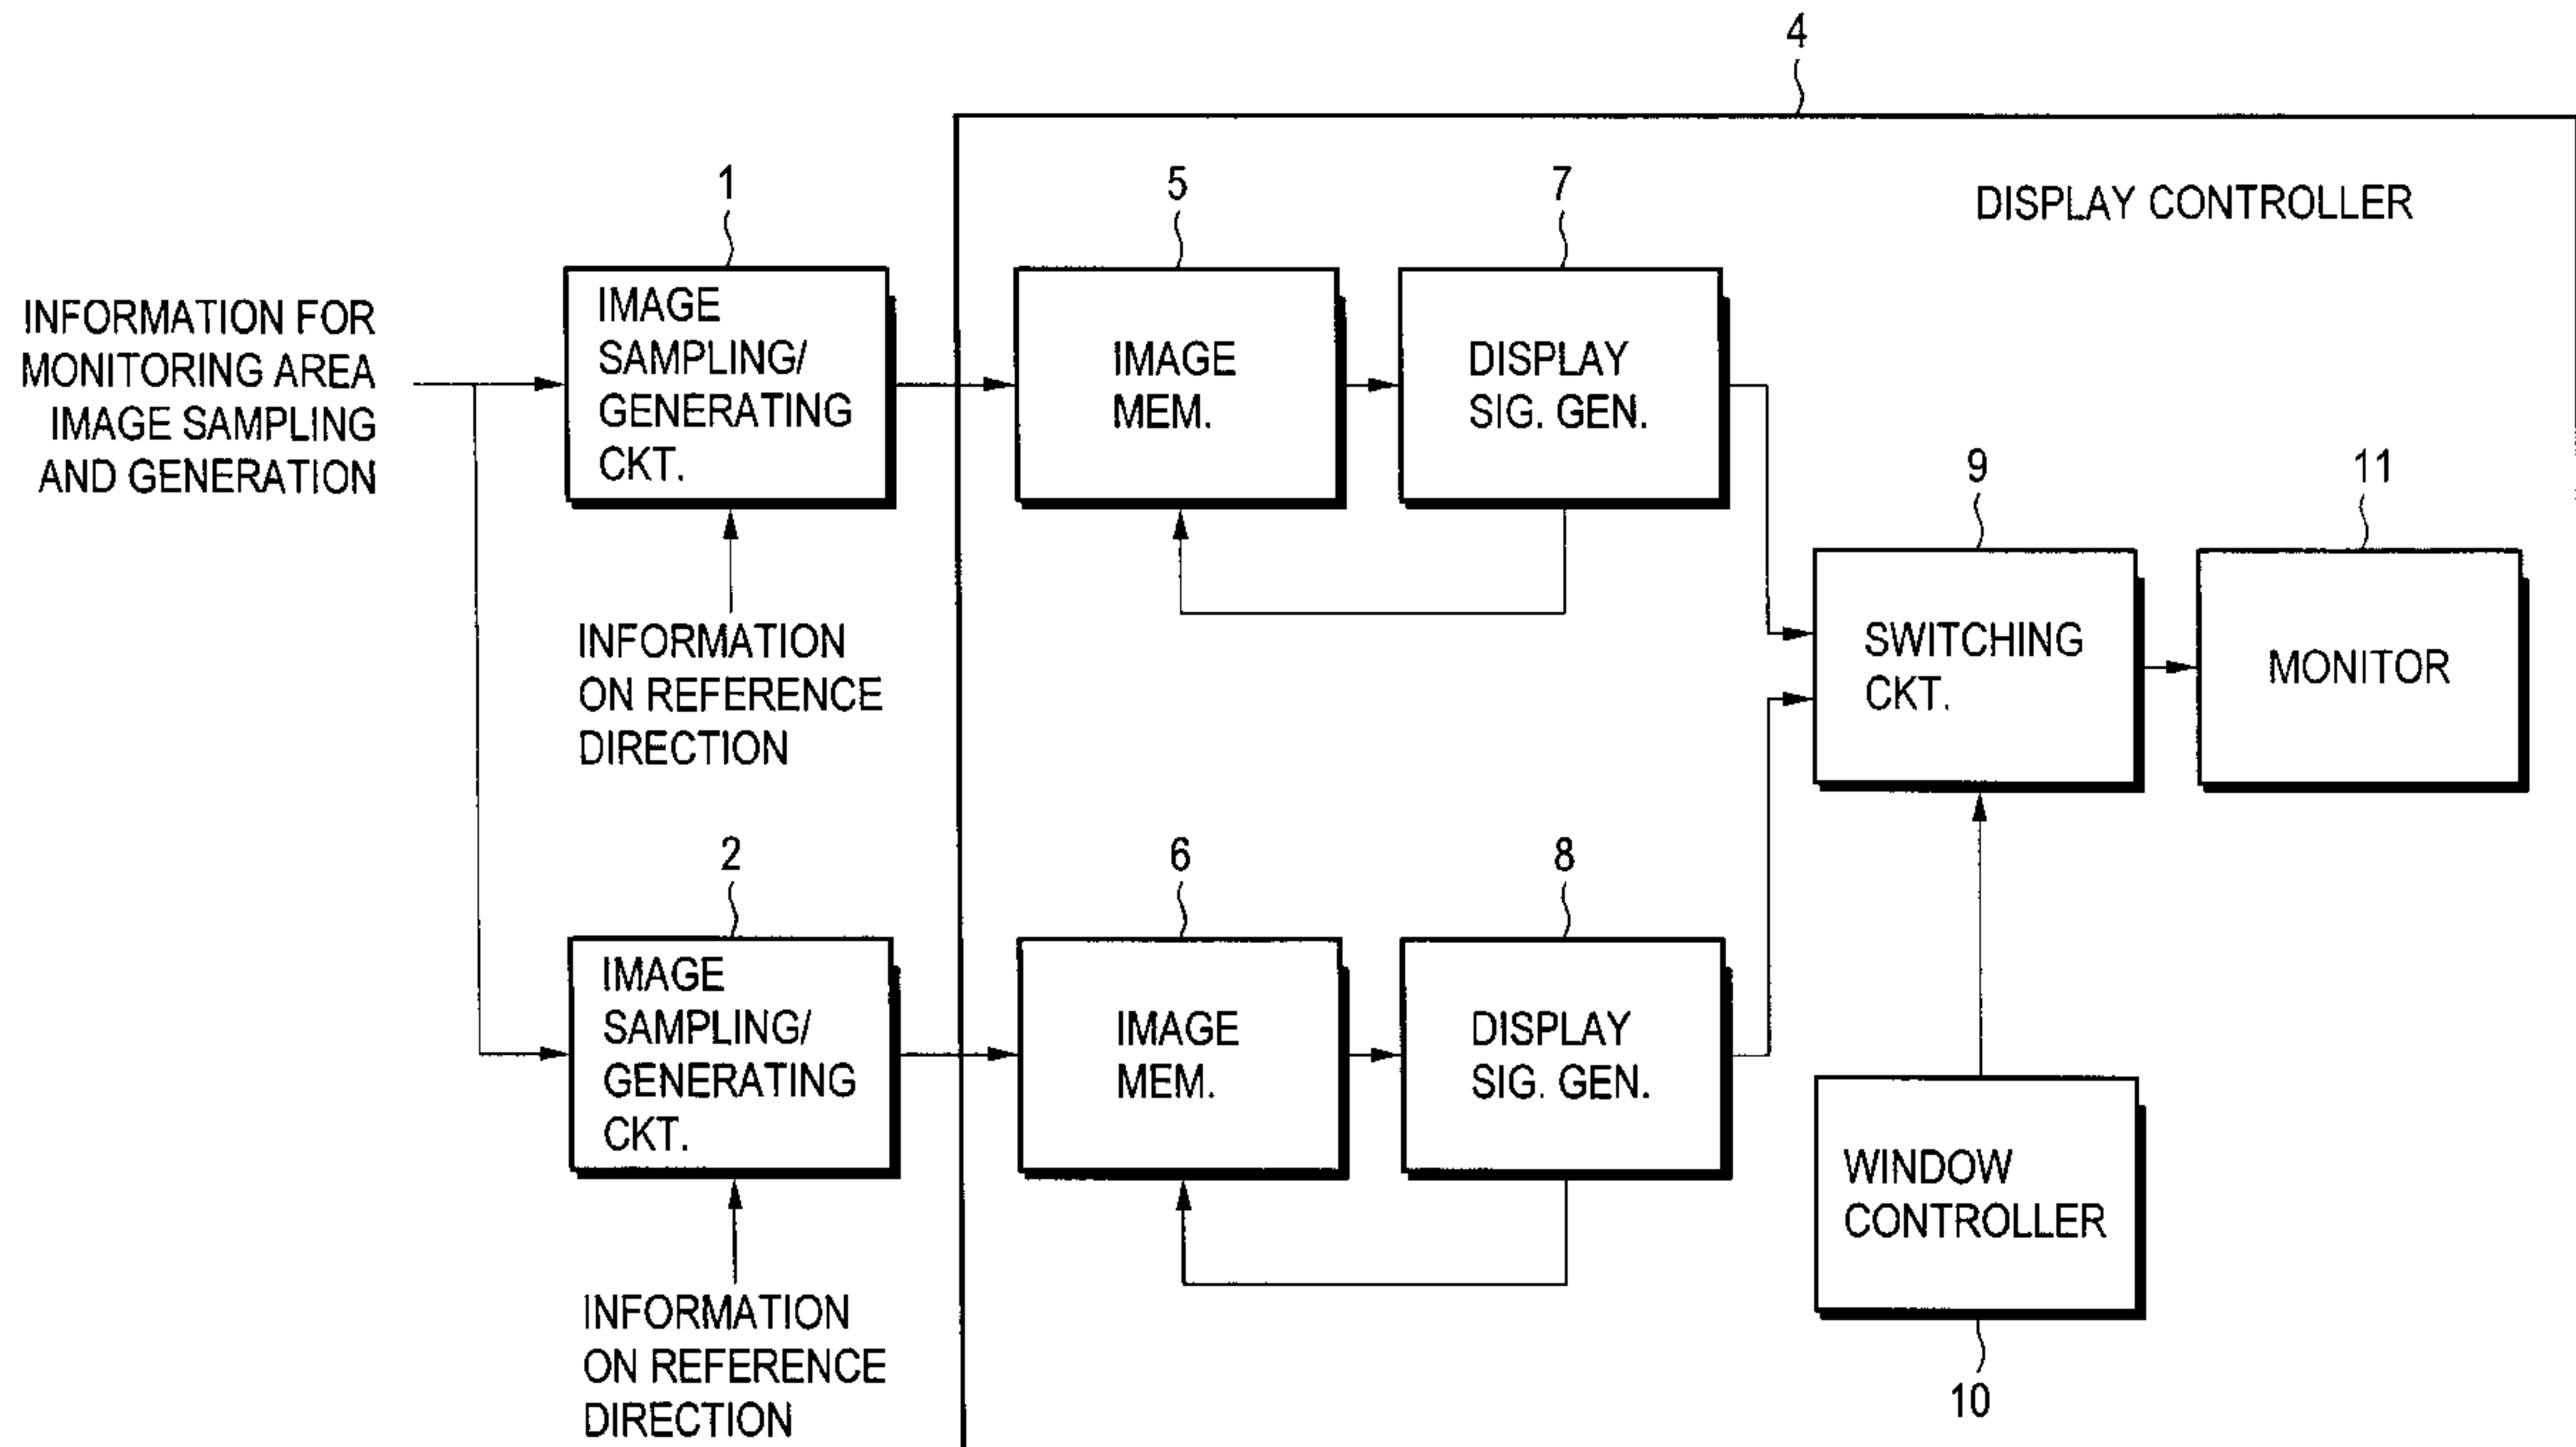 4
1
5
7
DISPLAY CONTROLLER
INFORMATION FOR
MONITORING AREA
IMAGE SAMPLING
AND GENERATION
IMAGE
SAMPLING/
GENERATING
CKT.
IMAGE
MEM.
DISPLAY
SIG. GEN.
9
11
INFORMATION
ON REFERENCE
DIRECTION
SWITCHING
CKT.
MONITOR
2
6
8
IMAGE
SAMPLING/
GENERATING
CKT.
IMAGE
MEM.
DISPLAY
SIG. GEN.
WINDOW
CONTROLLER
INFORMATION
ON REFERENCE
DIRECTION
10